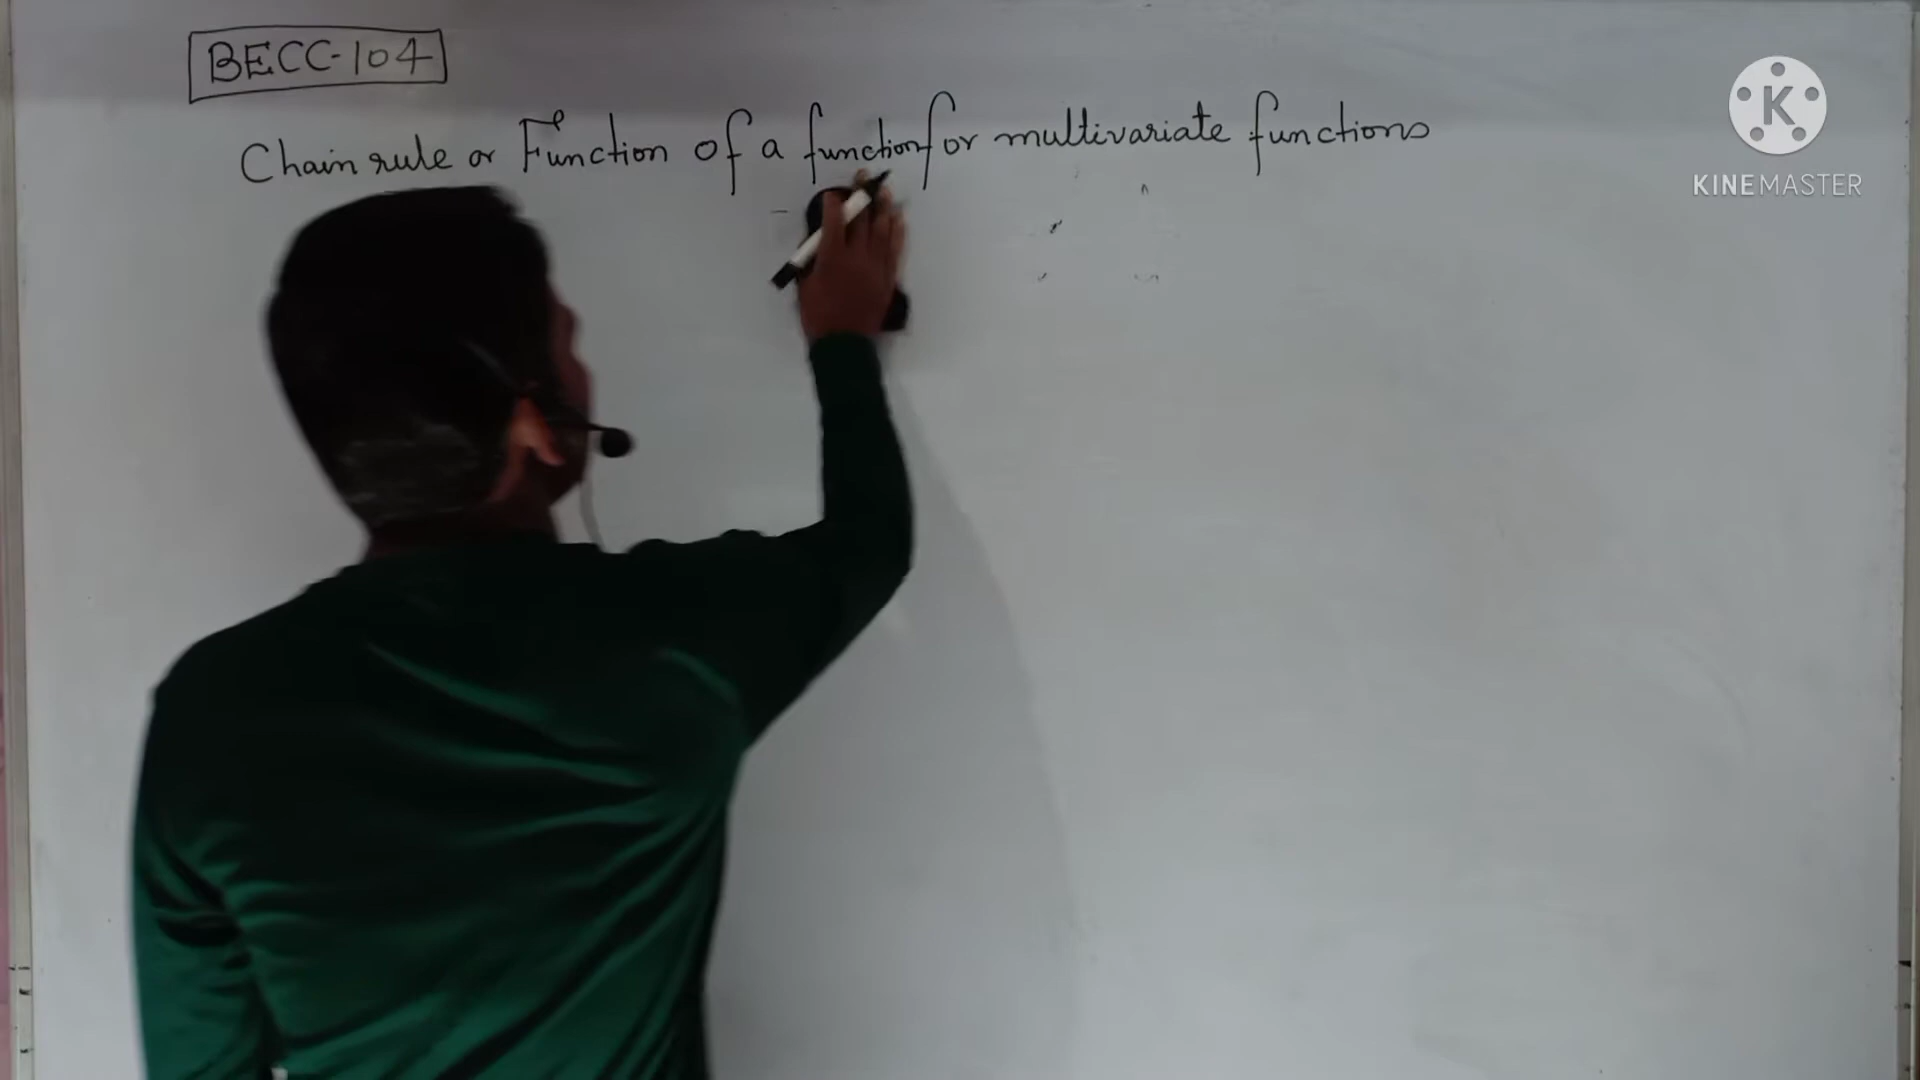 BECC-104
Chain rule or Function of a function for multivariate functions
K
KINEMASTER